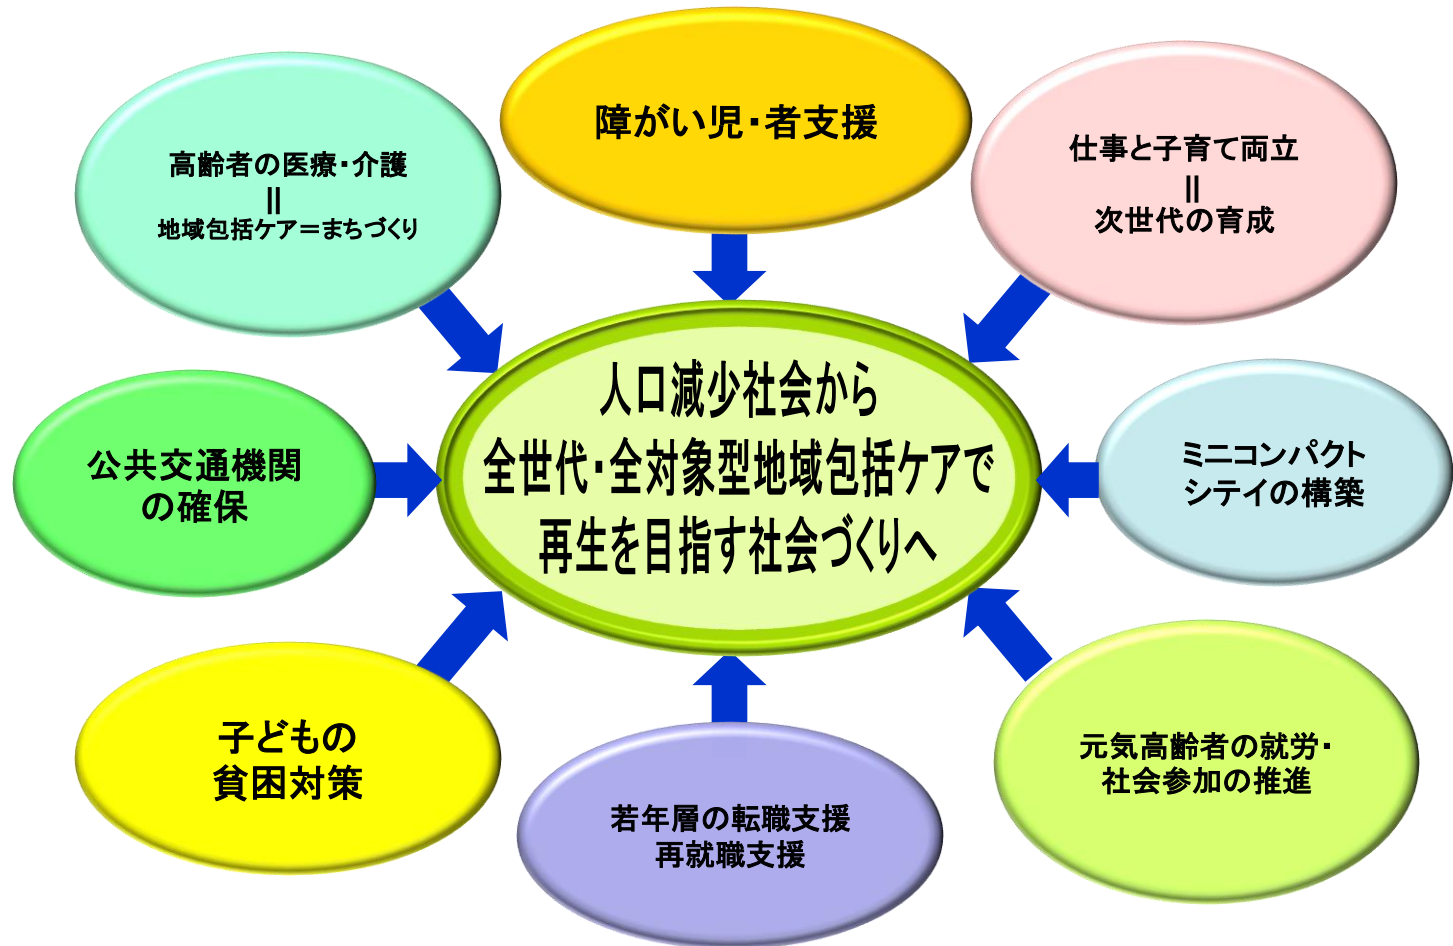 障がい児・者支援
高齢者の医療・介護
||
地域包括ケア＝まちづくり
仕事と子育て両立
||
次世代の育成
人口減少社会から
全世代・全対象型地域包括ケアで
再生を目指す社会づくりへ
公共交通機関
の確保
ミニコンパクト
シテイの構築
子どもの
貧困対策
若年層の転職支援
再就職支援
元気高齢者の就労・
社会参加の推進